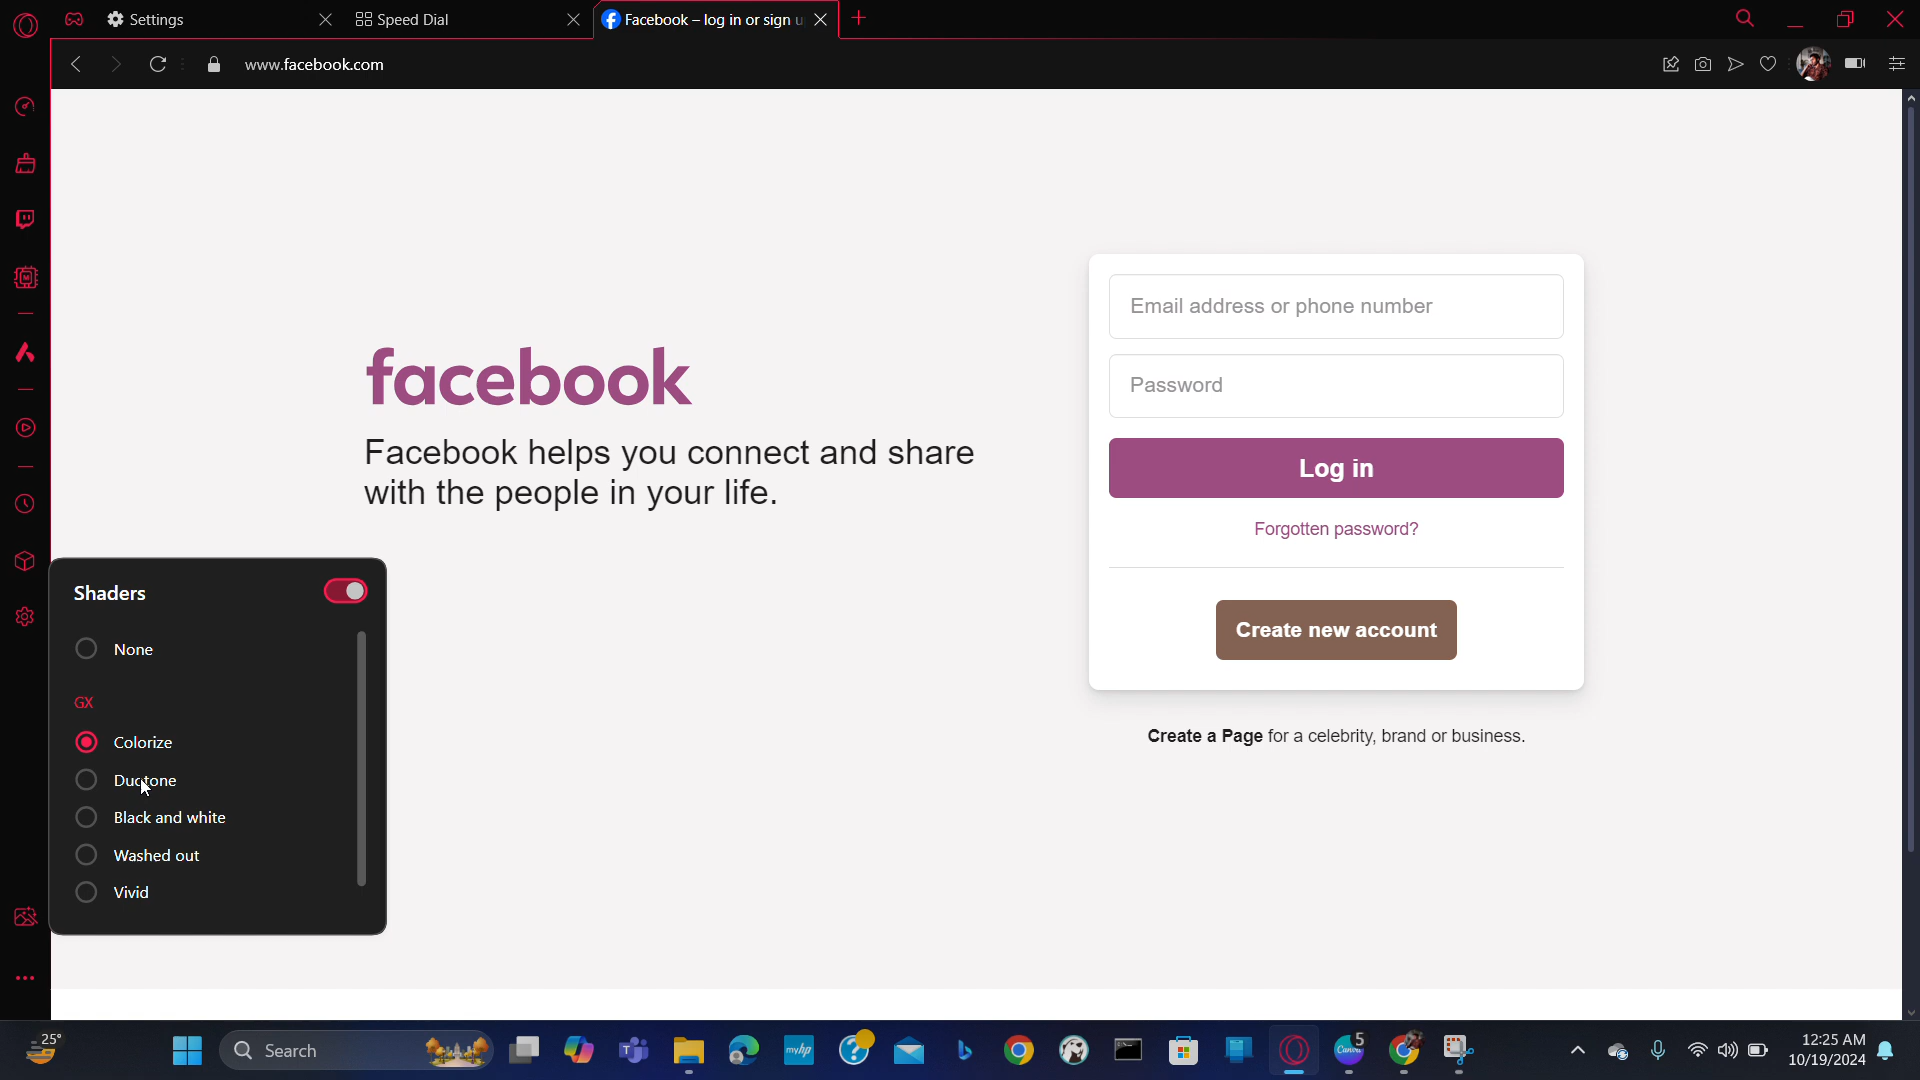 Settings
Speed Dial
Facebook – log in or sign u
www.facebook.com
facebook
Facebook helps you connect and share
with the people in your life.
Email address or phone number
Password
Log in
Forgotten password?
Create new account
Create a Page for a celebrity, brand or business.
Shaders
None
GX
Colorize
Duotone
Black and white
Washed out
Vivid
25°
Search
myhp
Canva
5
12:25 AM
10/19/2024